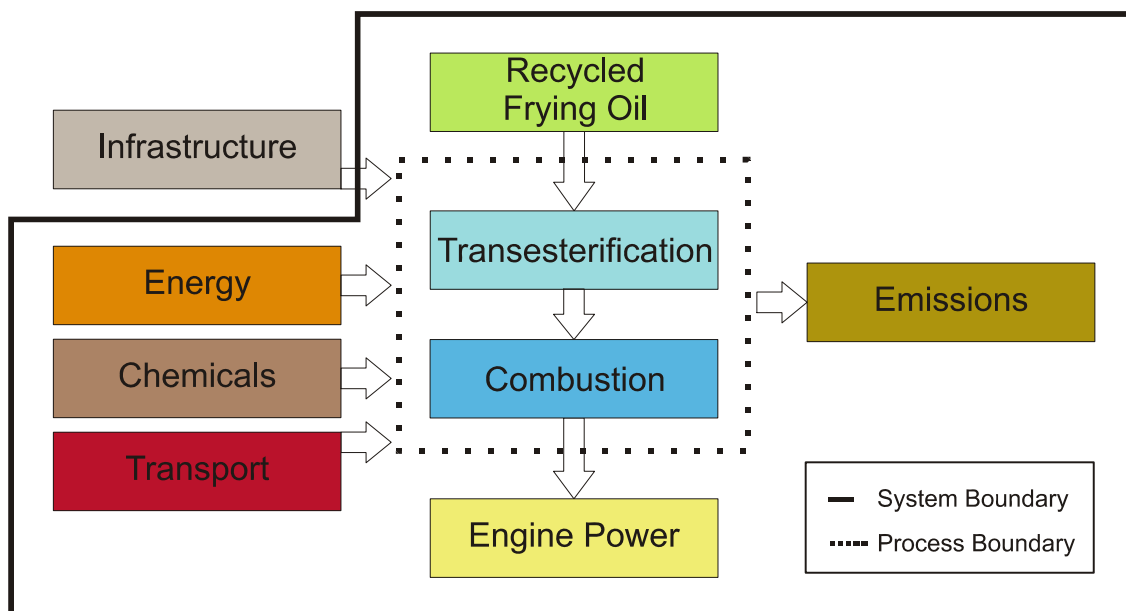 Recycled
Frying Oil
Infrastructure
Transesterification
Energy
Emissions
Chemicals
Combustion
Transport
Engine Power
System Boundary
Process Boundary